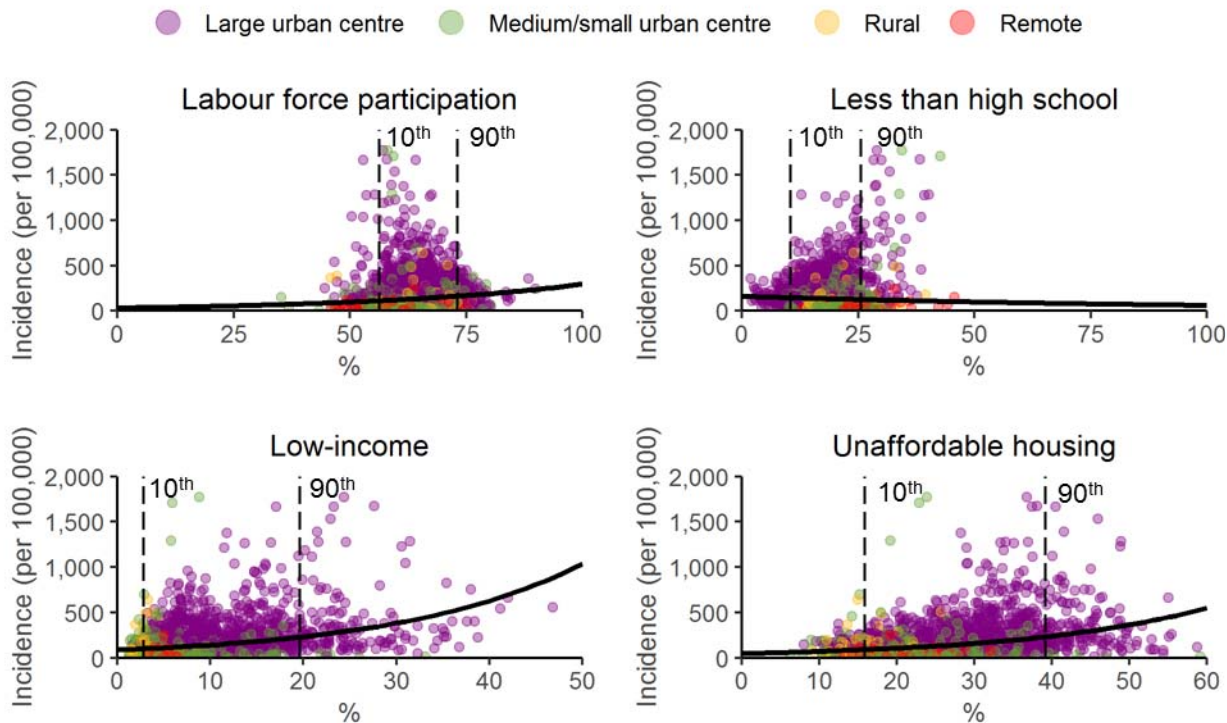 Large urban centre Medium/small urban centre Rural Remote
Labour force participation
Incidence (per 100,000)
2,000
1,500
1,000
500
0
10th 90th
0 25 50 75 100
%
Less than high school
Incidence (per 100,000)
2,000
1,500
1,000
500
0
10th 90th
0 25 50 75 100
%
Low-income
Incidence (per 100,000)
2,000
1,500
1,000
500
0
10th 90th
0 10 20 30 40 50
%
Unaffordable housing
Incidence (per 100,000)
2,000
1,500
1,000
500
0
10th 90th
0 10 20 30 40 50 60
%